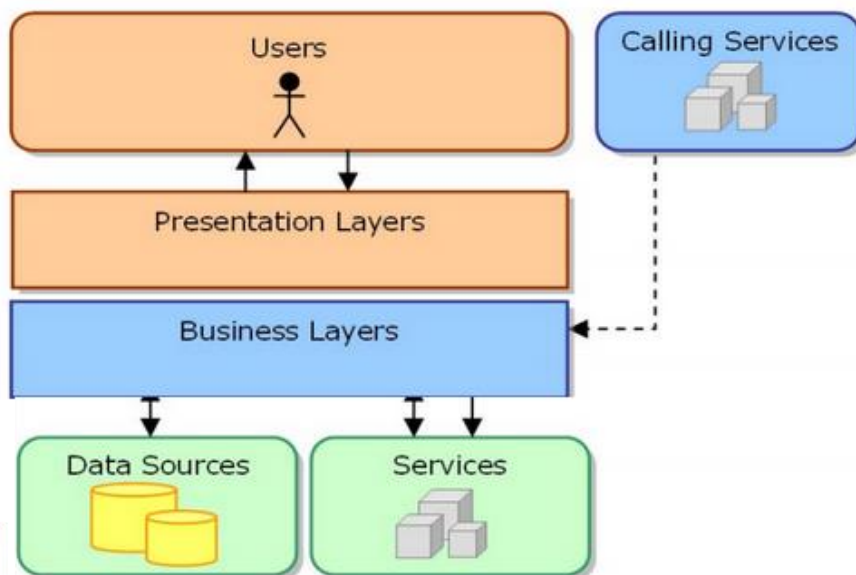 Users
Calling Services
Presentation Layers
Business Layers
Data Sources
Services